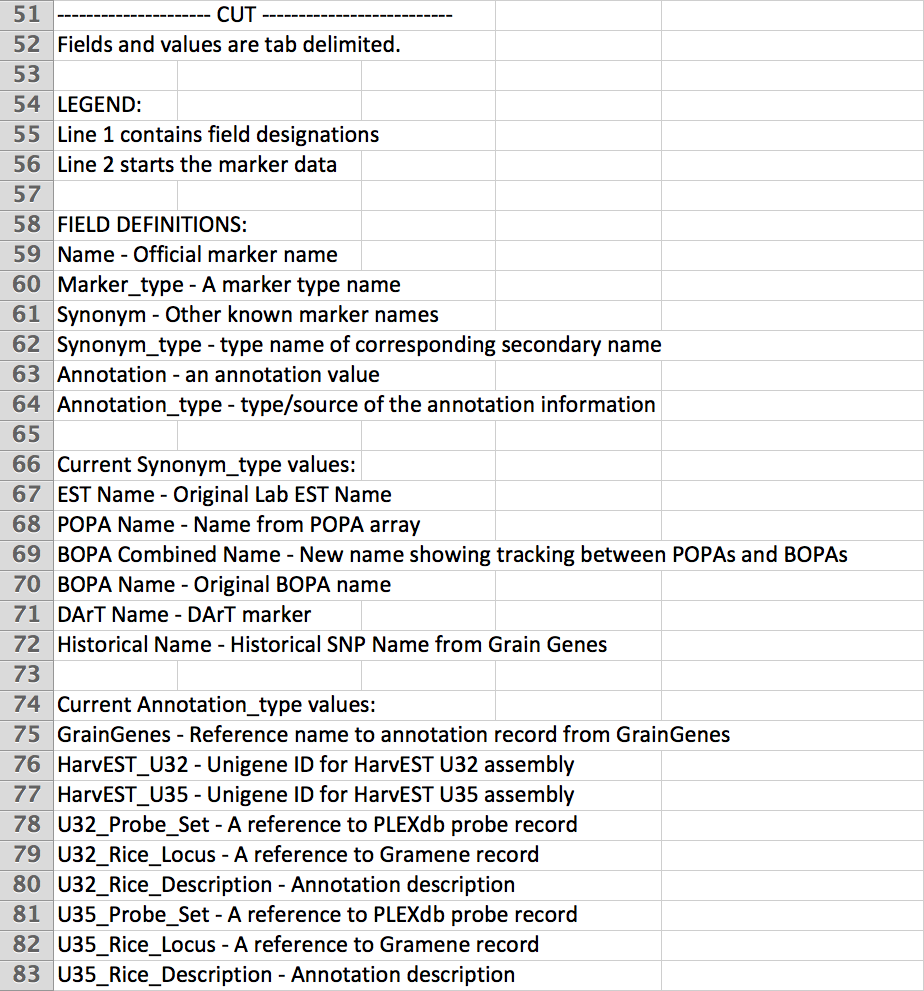 51 --------------------- CUT --------------------------
52 Fields and values are tab delimited.
53
54 LEGEND:
55 Line 1 contains field designations
56 Line 2 starts the marker data
57
58 FIELD DEFINITIONS:
59 Name - Official marker name
60 Marker_type - A marker type name
61 Synonym - Other known marker names
62 Synonym_type - type name of corresponding secondary name
63 Annotation - an annotation value
64 Annotation_type - type/source of the annotation information
65
66 Current Synonym_type values:
67 EST Name - Original Lab EST Name
68 POPA Name - Name from POPA array
69 BOPA Combined Name - New name showing tracking between POPAs and BOPAs
70 BOPA Name - Original BOPA name
71 DArT Name - DArT marker
72 Historical Name - Historical SNP Name from Grain Genes
73
74 Current Annotation_type values:
75 GrainGenes - Reference name to annotation record from GrainGenes
76 HarvEST_U32 - Unigene ID for HarvEST U32 assembly
77 HarvEST_U35 - Unigene ID for HarvEST U35 assembly
78 U32_Probe_Set - A reference to PLEXdb probe record
79 U32_Rice_Locus - A reference to Gramene record
80 U32_Rice_Description - Annotation description
81 U35_Probe_Set - A reference to PLEXdb probe record
82 U35_Rice_Locus - A reference to Gramene record
83 U35_Rice_Description - Annotation description